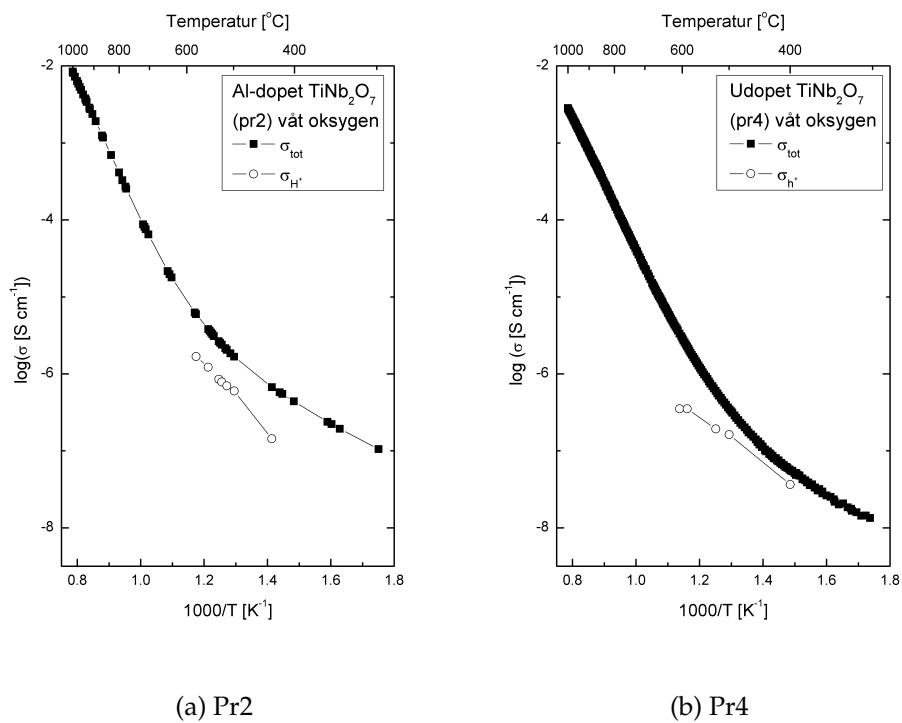 Temperatur [°C]
1000 800 600 400
Al-dopet TiNb₂O₇
(pr2) våt oksygen
σtot
σH⁺
log(σ [S cm⁻¹])
-2
-4
-6
-8
0.8 1.0 1.2 1.4 1.6 1.8
1000/T [K⁻¹]
(a) Pr2
Temperatur [°C]
1000 800 600 400
Udopet TiNb₂O₇
(pr4) våt oksygen
σtot
σh⁺
log (σ [S cm⁻¹])
-2
-4
-6
-8
0.8 1.0 1.2 1.4 1.6 1.8
1000/T [K⁻¹]
(b) Pr4